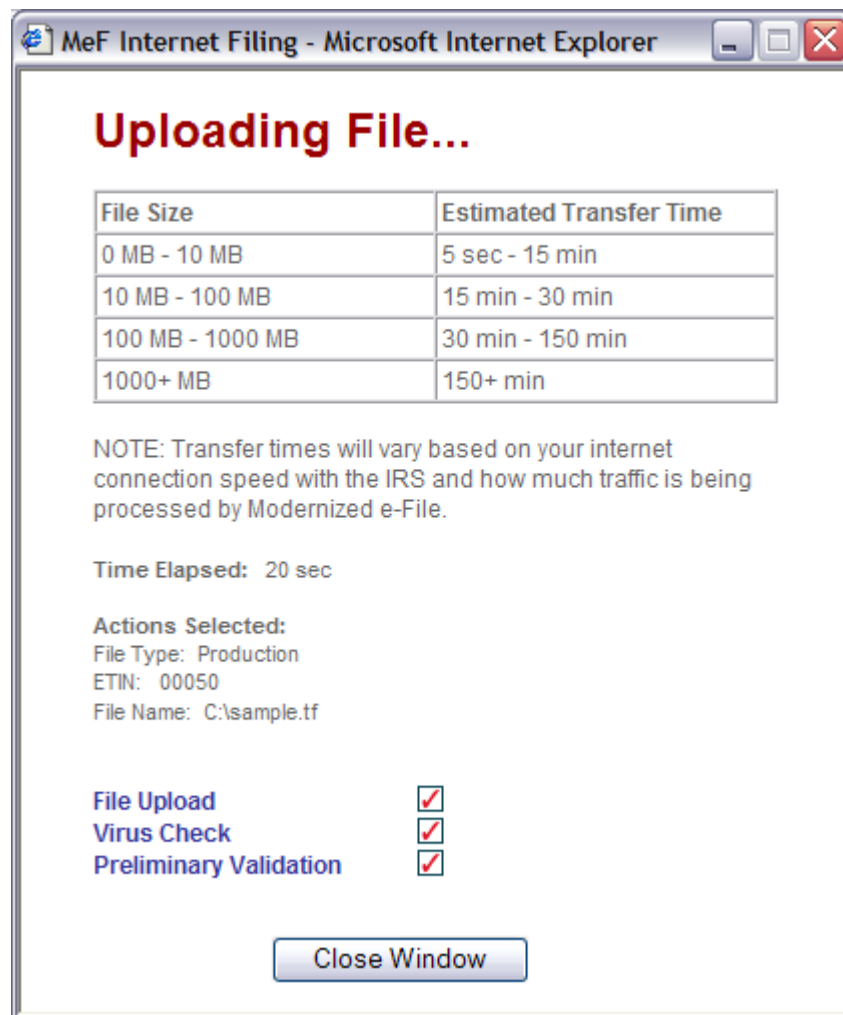 MeF Internet Filing - Microsoft Internet Explorer
Uploading File...
File Size Estimated Transfer Time
0 MB - 10 MB 5 sec - 15 min
10 MB - 100 MB 15 min - 30 min
100 MB - 1000 MB 30 min - 150 min
1000+ MB 150+ min
NOTE: Transfer times will vary based on your internet
connection speed with the IRS and how much traffic is being
processed by Modernized e-File.
Time Elapsed: 20 sec
Actions Selected:
File Type: Production
ETIN: 00050
File Name: C:\sample.tf
File Upload
Virus Check
Preliminary Validation
Close Window